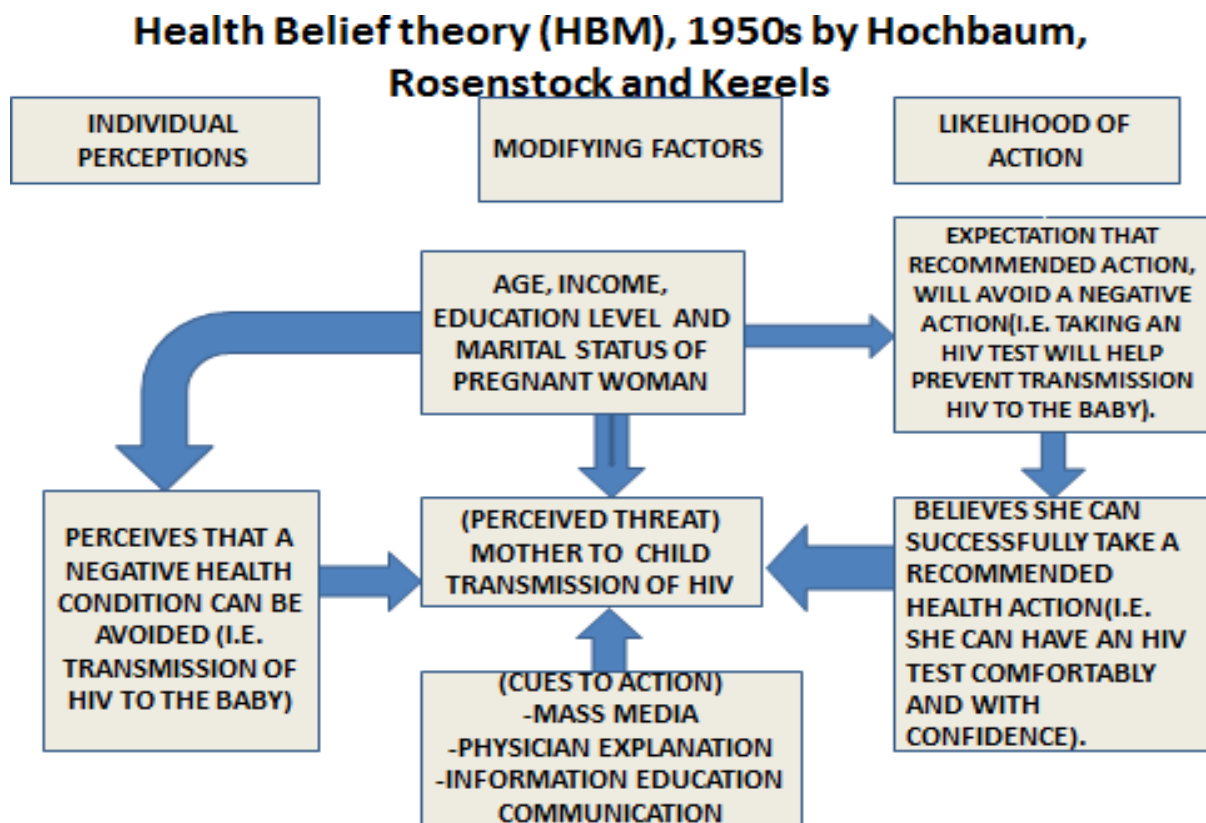 Health Belief theory (HBM), 1950s by Hochbaum,
Rosenstock and Kegels
INDIVIDUAL
PERCEPTIONS
MODIFYING FACTORS
LIKELIHOOD OF
ACTION
AGE, INCOME,
EDUCATION LEVEL AND
MARITAL STATUS OF
PREGNANT WOMAN
EXPECTATION THAT
RECOMMENDED ACTION,
WILL AVOID A NEGATIVE
ACTION(I.E. TAKING AN
HIV TEST WILL HELP
PREVENT TRANSMISSION
HIV TO THE BABY).
PERCEIVES THAT A
NEGATIVE HEALTH
CONDITION CAN BE
AVOIDED (I.E.
TRANSMISSION OF
HIV TO THE BABY)
(PERCEIVED THREAT)
MOTHER TO CHILD
TRANSMISSION OF HIV
BELIEVES SHE CAN
SUCCESSFULLY TAKE A
RECOMMENDED
HEALTH ACTION(I.E.
SHE CAN HAVE AN HIV
TEST COMFORTABLY
AND WITH
CONFIDENCE).
(CUES TO ACTION)
-MASS MEDIA
-PHYSICIAN EXPLANATION
-INFORMATION EDUCATION
COMMUNICATION